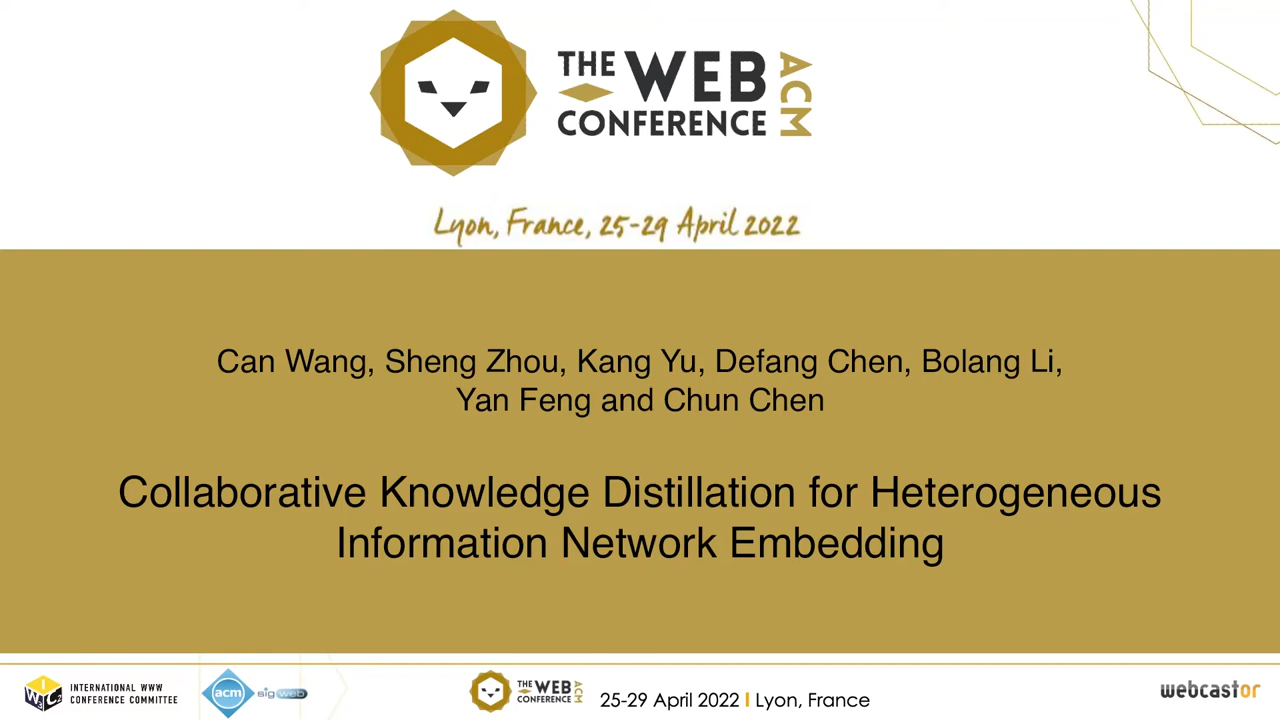 THE WEB ACM
CONFERENCE
Lyon, France, 25-29 April 2022
Can Wang, Sheng Zhou, Kang Yu, Defang Chen, Bolang Li,
Yan Feng and Chun Chen
Collaborative Knowledge Distillation for Heterogeneous
Information Network Embedding
INTERNATIONAL WWW
CONFERENCE COMMITTEE
acm sigweb
THE WEB ACM
CONFERENCE
25-29 April 2022 I Lyon, France
webcastor